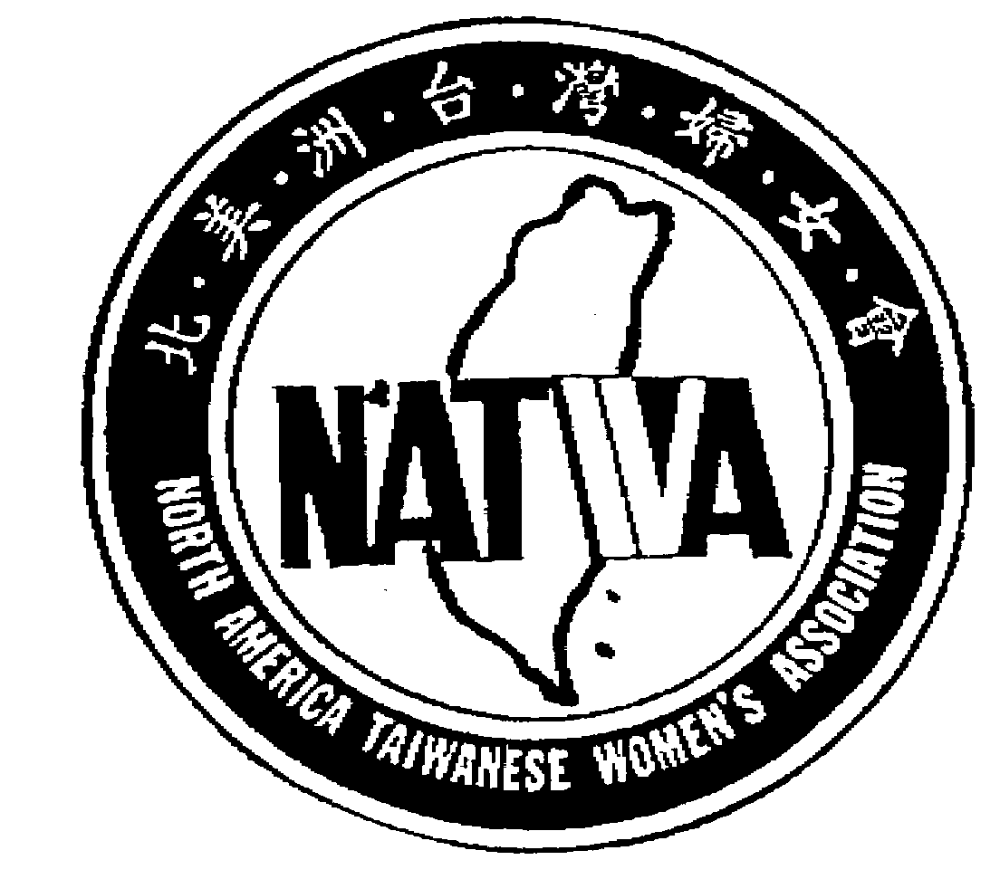 北·美·洲·台·灣·婦·女·會
NATWA
NORTH AMERICA TAIWANESE WOMEN'S ASSOCIATION